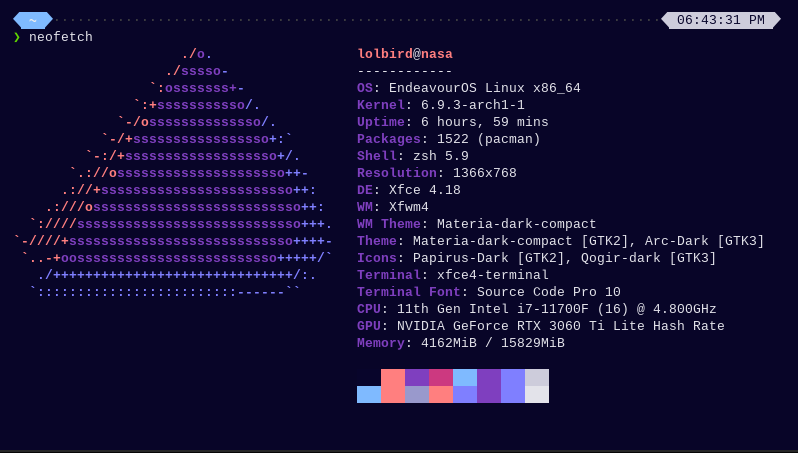 ~ 06:43:31 PM
❯ neofetch
./o. lolbird@nasa
./sssso- ------------
`:osssssss+- OS: EndeavourOS Linux x86_64
`:+sssssssssso/. Kernel: 6.9.3-arch1-1
`-/ossssssssssssso/. Uptime: 6 hours, 59 mins
`-/+sssssssssssssssso+:` Packages: 1522 (pacman)
`-:/+sssssssssssssssssso+/. Shell: zsh 5.9
`.://osssssssssssssssssssso++- Resolution: 1366x768
.://+ssssssssssssssssssssssso++: DE: Xfce 4.18
.:///ossssssssssssssssssssssssso++: WM: Xfwm4
`:////ssssssssssssssssssssssssssso+++. WM Theme: Materia-dark-compact
`-////+ssssssssssssssssssssssssssso++++- Theme: Materia-dark-compact [GTK2], Arc-Dark [GTK3]
`..-+oosssssssssssssssssssssssso+++++/` Icons: Papirus-Dark [GTK2], Qogir-dark [GTK3]
./++++++++++++++++++++++++++++++/:. Terminal: xfce4-terminal
`:::::::::::::::::::::::::------`` Terminal Font: Source Code Pro 10
CPU: 11th Gen Intel i7-11700F (16) @ 4.800GHz
GPU: NVIDIA GeForce RTX 3060 Ti Lite Hash Rate
Memory: 4162MiB / 15829MiB